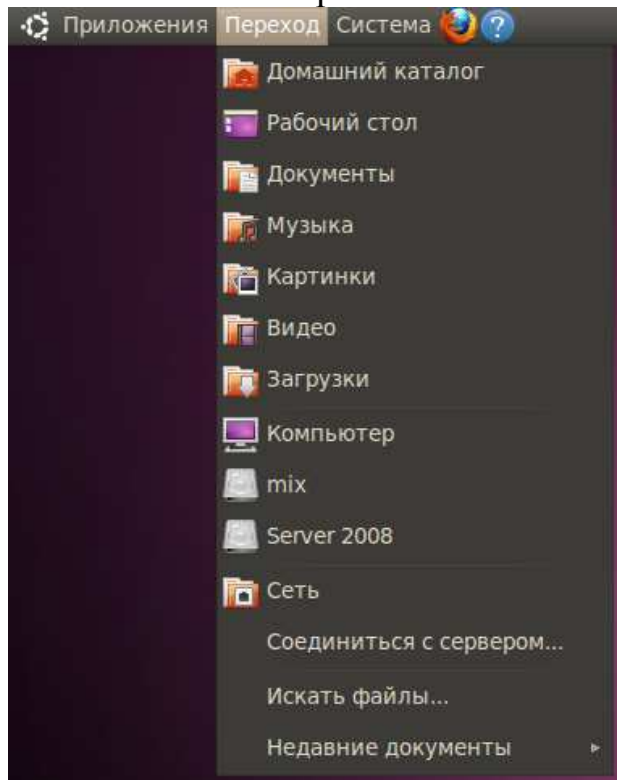 Приложения Переход Система
Домашний каталог
Рабочий стол
Документы
Музыка
Картинки
Видео
Загрузки
Компьютер
mix
Server 2008
Сеть
Соединиться с сервером...
Искать файлы...
Недавние документы